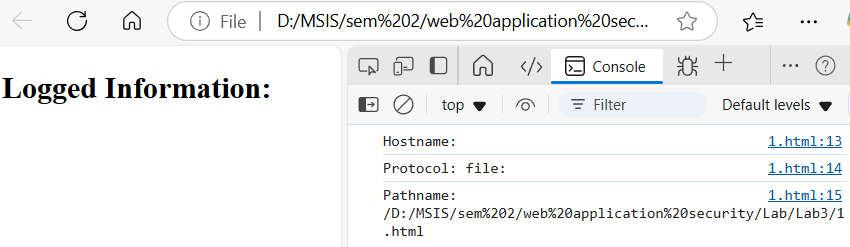 File D:/MSIS/sem%202/web%20application%20sec...
Logged Information:
Console
top Filter Default levels
Hostname: 1.html:13
Protocol: file: 1.html:14
Pathname: 1.html:15
/D:/MSIS/sem%202/web%20application%20security/Lab/Lab3/1
.html